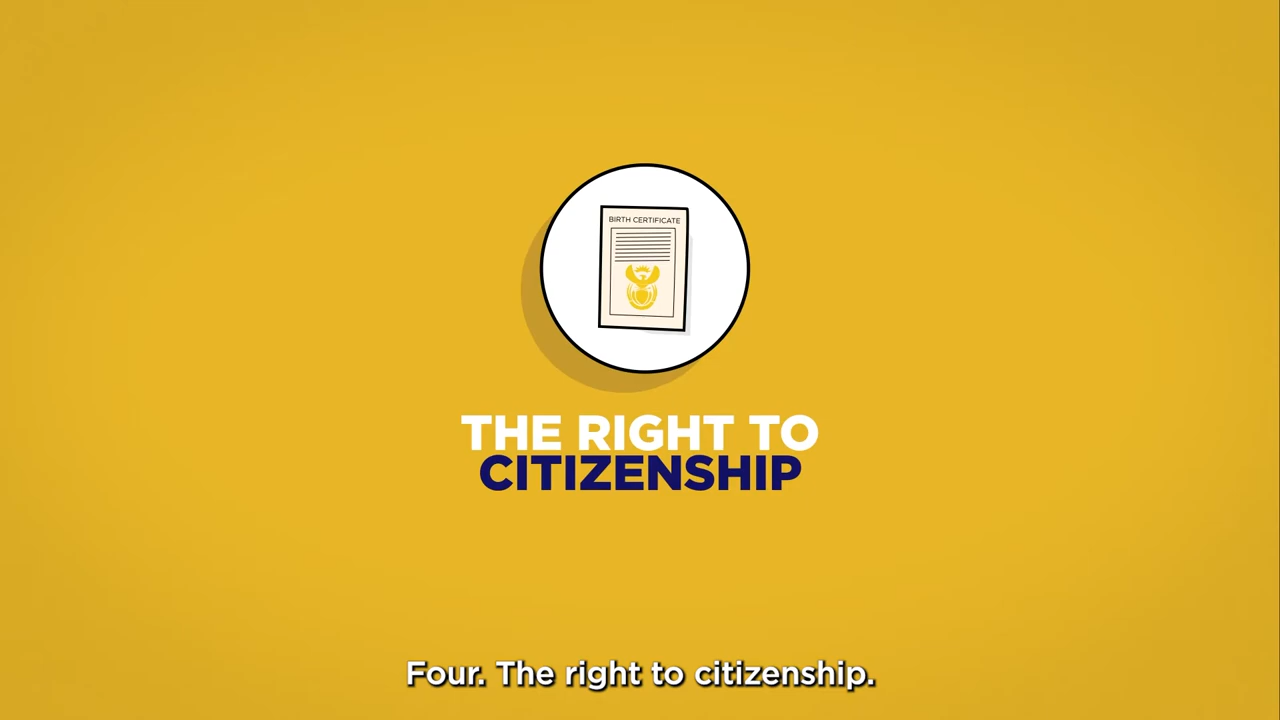 BIRTH CERTIFICATE
THE RIGHT TO
CITIZENSHIP
Four. The right to citizenship.